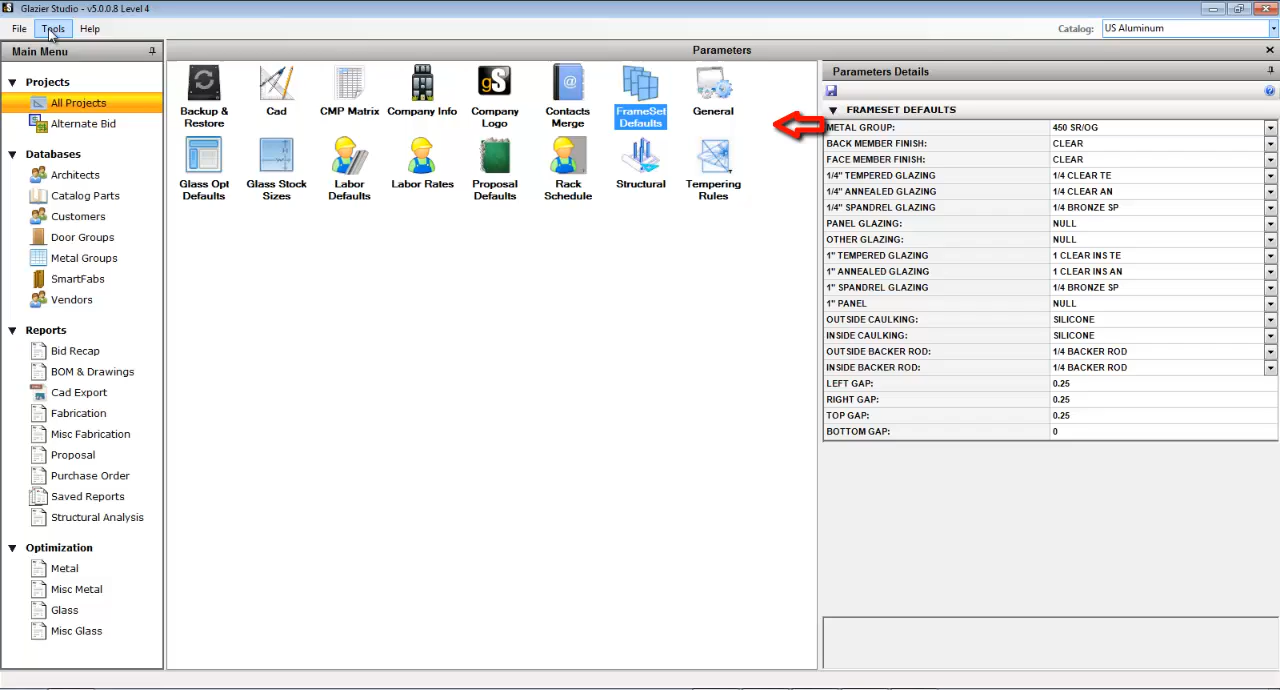 Glazier Studio - v5.0.0.8 Level 4
File Tools Help
Catalog: US Aluminum
Main Menu
Projects
All Projects
Alternate Bid
Databases
Architects
Catalog Parts
Customers
Door Groups
Metal Groups
SmartFabs
Vendors
Reports
Bid Recap
BOM & Drawings
Cad Export
Fabrication
Misc Fabrication
Proposal
Purchase Order
Saved Reports
Structural Analysis
Optimization
Metal
Misc Metal
Glass
Misc Glass
Parameters
Backup &
Restore
Cad
CMP Matrix
Company Info
gS
Company
Logo
Contacts
Merge
FrameSet
Defaults
General
Glass Opt
Defaults
Glass Stock
Sizes
Labor
Defaults
Labor Rates
Proposal
Defaults
Rack
Schedule
Structural
Tempering
Rules
Parameters Details
FRAMESET DEFAULTS
METAL GROUP: 450 SR/OG
BACK MEMBER FINISH: CLEAR
FACE MEMBER FINISH: CLEAR
1/4" TEMPERED GLAZING 1/4 CLEAR TE
1/4" ANNEALED GLAZING 1/4 CLEAR AN
1/4" SPANDREL GLAZING 1/4 BRONZE SP
PANEL GLAZING: NULL
OTHER GLAZING: NULL
1" TEMPERED GLAZING 1 CLEAR INS TE
1" ANNEALED GLAZING 1 CLEAR INS AN
1" SPANDREL GLAZING 1/4 BRONZE SP
1" PANEL NULL
OUTSIDE CAULKING: SILICONE
INSIDE CAULKING: SILICONE
OUTSIDE BACKER ROD: 1/4 BACKER ROD
INSIDE BACKER ROD: 1/4 BACKER ROD
LEFT GAP: 0.25
RIGHT GAP: 0.25
TOP GAP: 0.25
BOTTOM GAP: 0